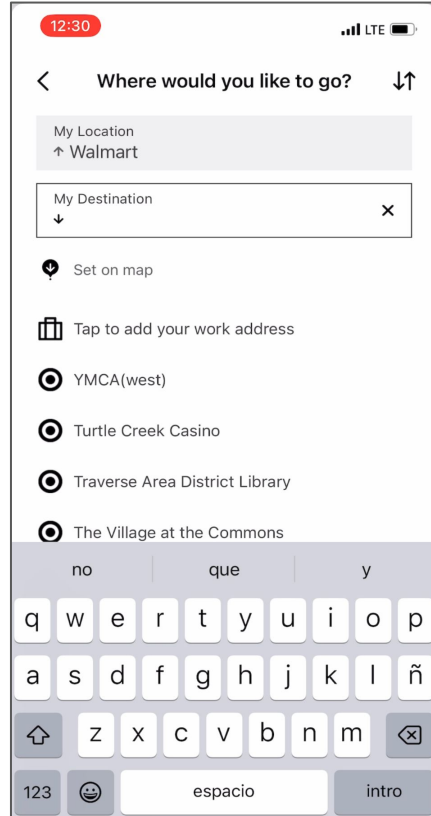 12:30
LTE
Where would you like to go?
My Location
↑ Walmart
My Destination
↓
Set on map
Tap to add your work address
YMCA(west)
Turtle Creek Casino
Traverse Area District Library
The Village at the Commons
no que y
q w e r t y u i o p
a s d f g h j k l ñ
z x c v b n m
123 espacio intro